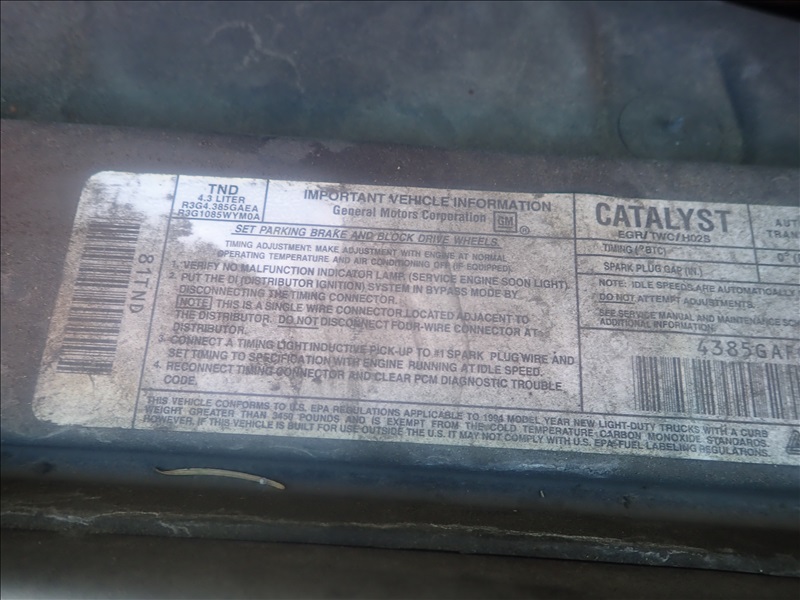 TND
4.3 LITER
R3G4.385GAEA
R3G1085WYM0A
IMPORTANT VEHICLE INFORMATION
General Motors Corporation GM ®
SET PARKING BRAKE AND BLOCK DRIVE WHEELS.
TIMING ADJUSTMENT: MAKE ADJUSTMENT WITH ENGINE AT NORMAL
OPERATING TEMPERATURE AND AIR CONDITIONING OFF (IF EQUIPPED).
1. VERIFY NO MALFUNCTION INDICATOR LAMP (SERVICE ENGINE SOON LIGHT).
2. PUT THE DI (DISTRIBUTOR IGNITION) SYSTEM IN BYPASS MODE BY
DISCONNECTING THE TIMING CONNECTOR.
NOTE THIS IS A SINGLE WIRE CONNECTOR LOCATED ADJACENT TO
THE DISTRIBUTOR. DO NOT DISCONNECT FOUR-WIRE CONNECTOR AT
DISTRIBUTOR.
3. CONNECT A TIMING LIGHT INDUCTIVE PICK-UP TO #1 SPARK PLUG WIRE AND
SET TIMING TO SPECIFICATION WITH ENGINE RUNNING AT IDLE SPEED.
4. RECONNECT TIMING CONNECTOR AND CLEAR PCM DIAGNOSTIC TROUBLE
CODE.
THIS VEHICLE CONFORMS TO U.S. EPA REGULATIONS APPLICABLE TO 1994 MODEL YEAR NEW LIGHT-DUTY TRUCKS WITH A CURB
WEIGHT GREATER THAN 3450 POUNDS AND IS EXEMPT FROM THE COLD TEMPERATURE CARBON MONOXIDE STANDARDS.
HOWEVER, IF THIS VEHICLE IS BUILT FOR USE OUTSIDE THE U.S. IT MAY NOT COMPLY WITH U.S. EPA FUEL LABELING REGULATIONS.
81TND
CATALYST
EGR/TWC/HO2S
AUT
TRAN
TIMING (°BTC)
0° (
SPARK PLUG GAP (IN.)
NOTE: IDLE SPEEDS ARE AUTOMATICALLY
DO NOT ATTEMPT ADJUSTMENTS.
SEE SERVICE MANUAL AND MAINTENANCE SCH
ADDITIONAL INFORMATION.
4385GAF